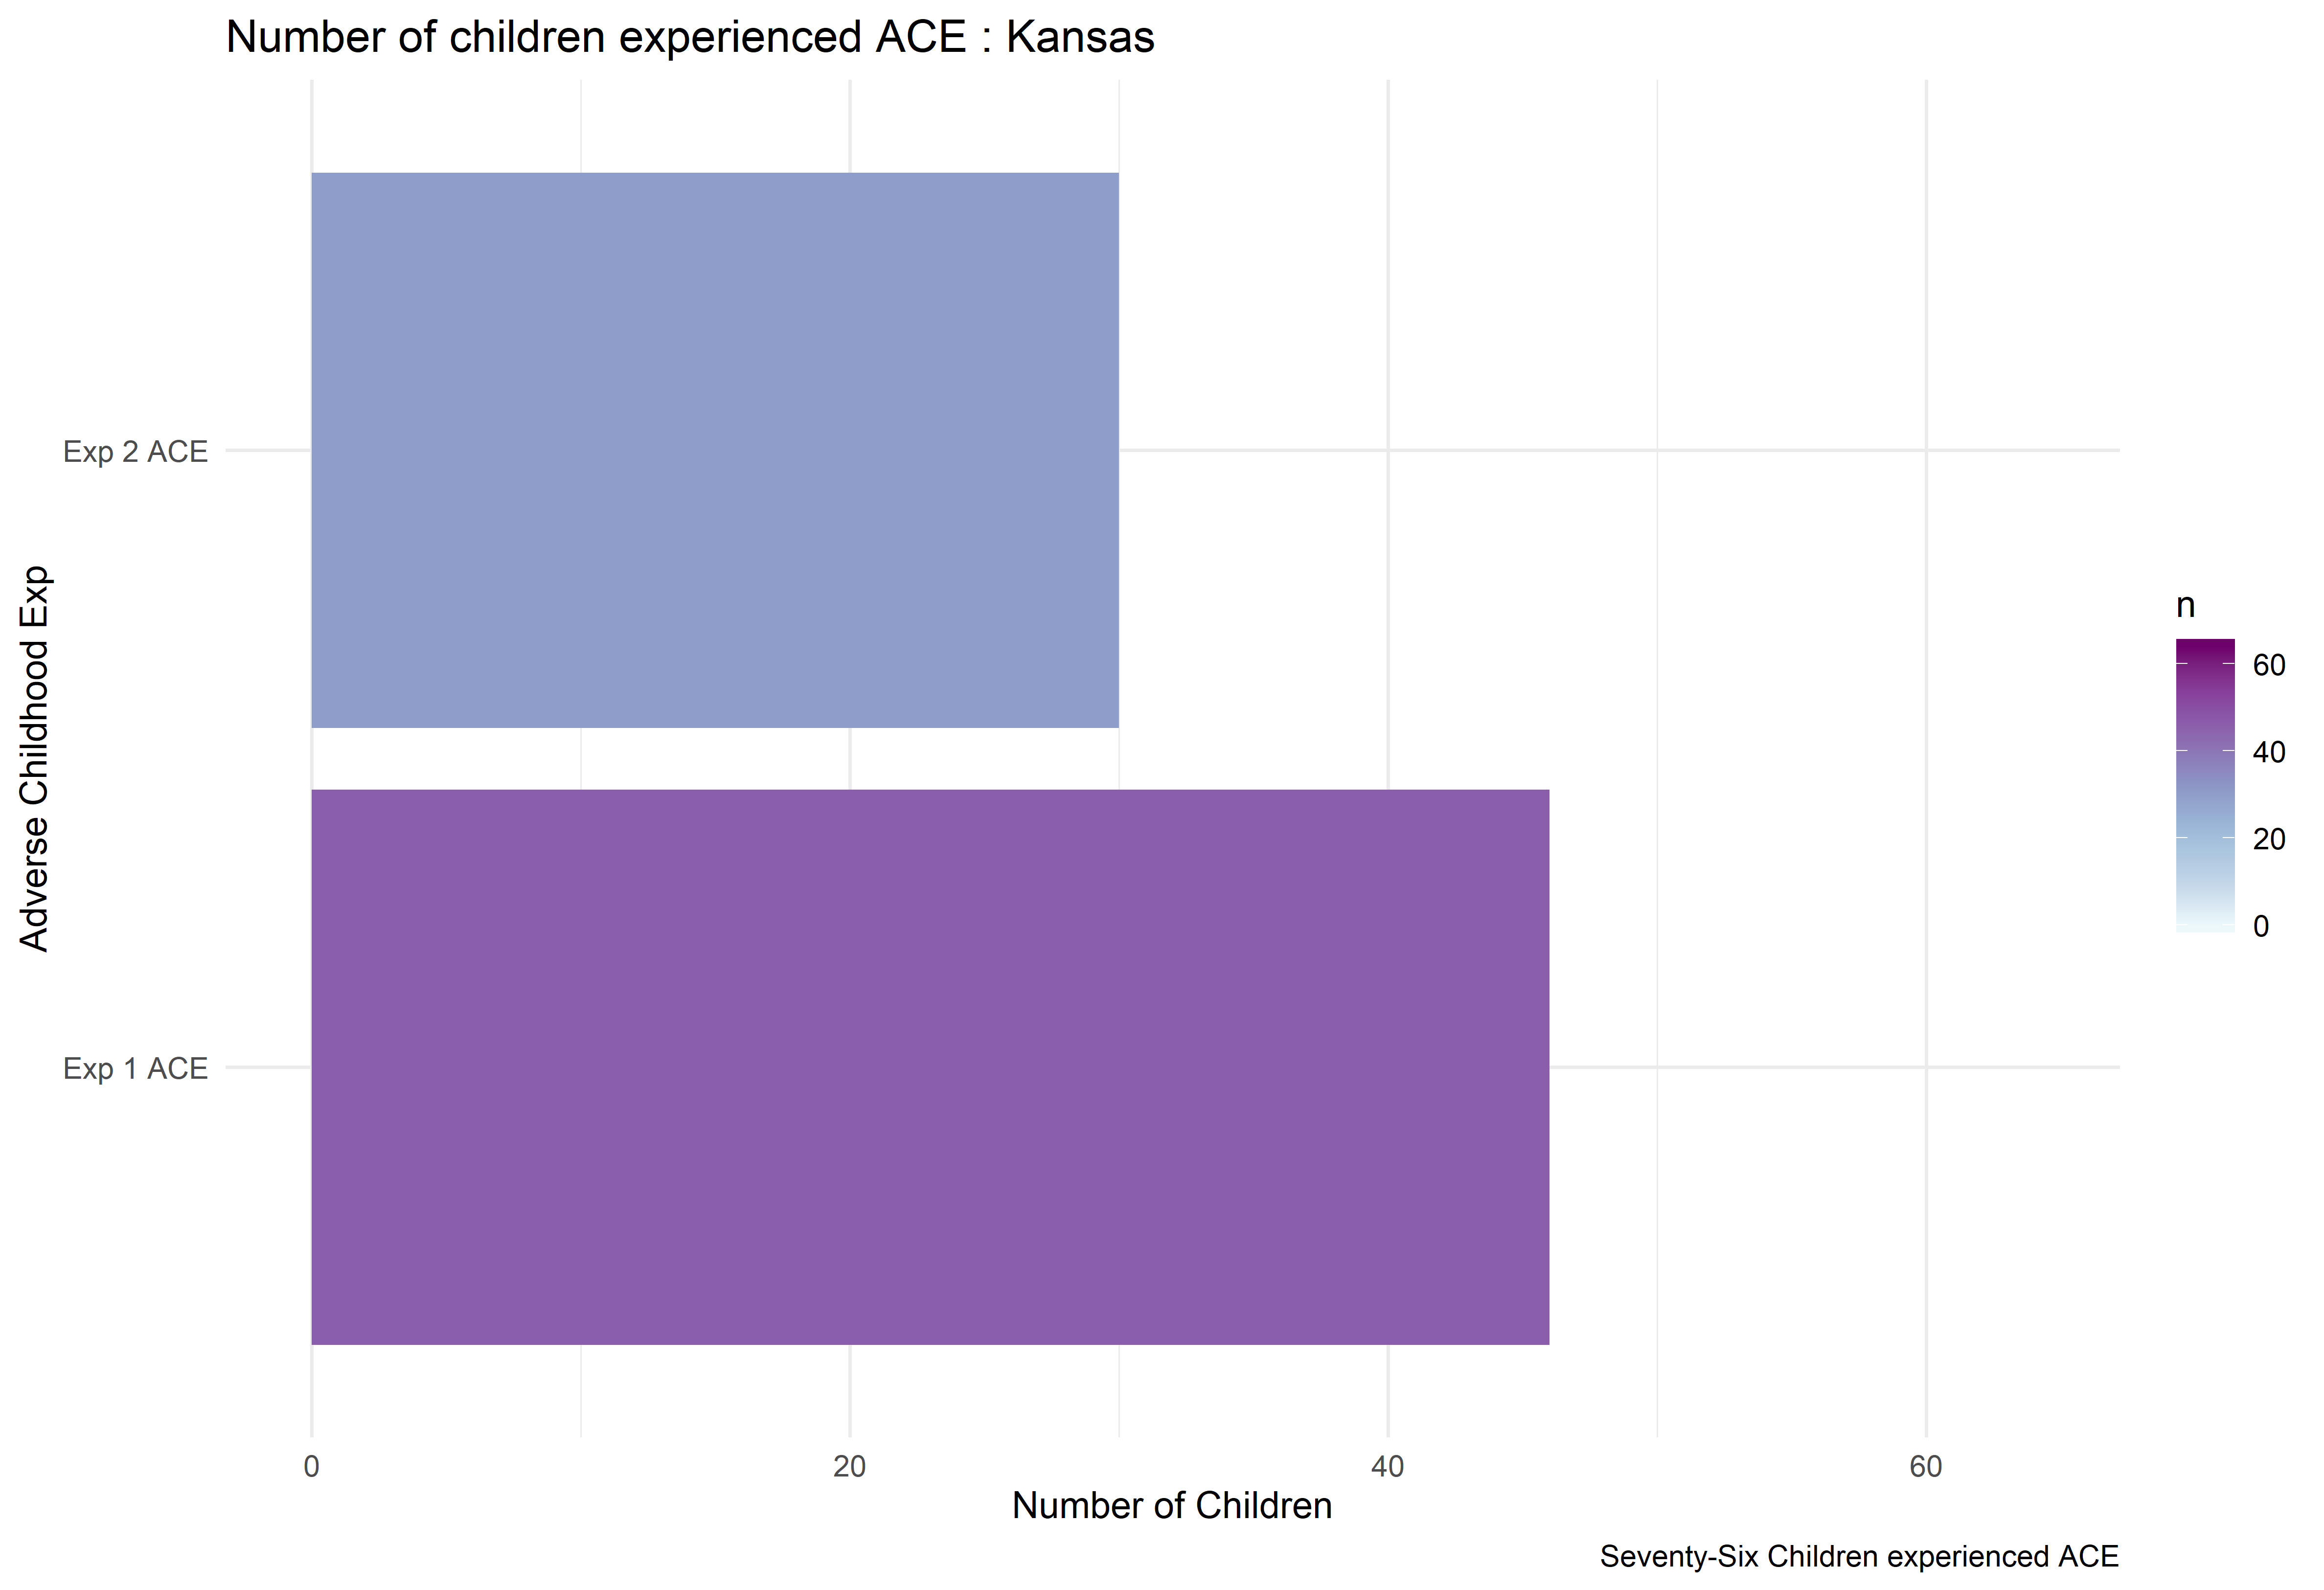 Number of children experienced ACE : Kansas
Adverse Childhood Exp
Exp 2 ACE
Exp 1 ACE
0
20
40
60
Number of Children
n
60
40
20
0
Seventy-Six Children experienced ACE